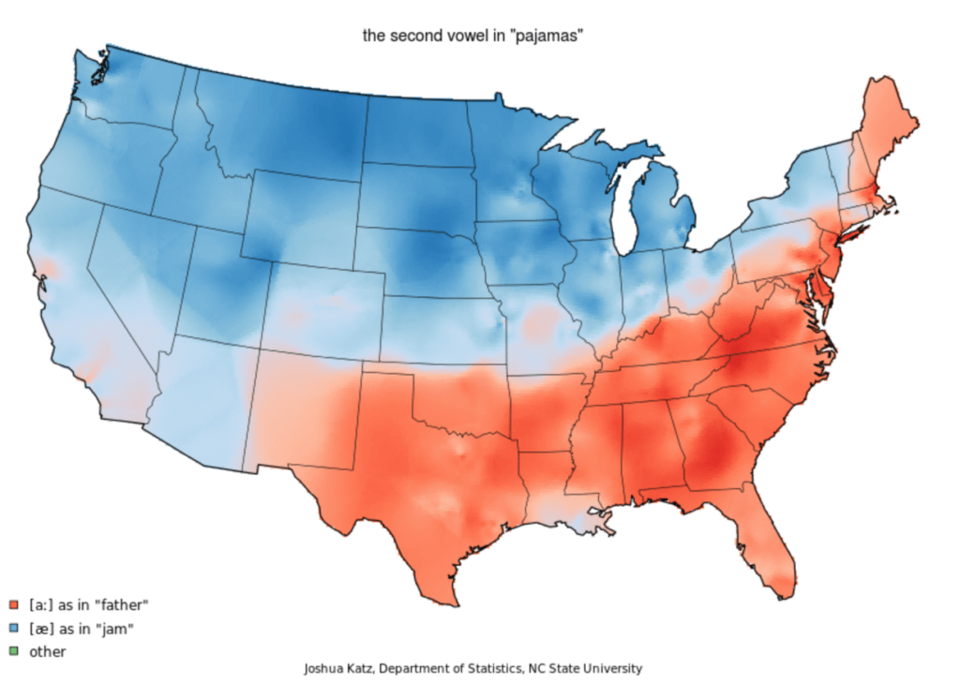 the second vowel in "pajamas"
[a:] as in "father"
[æ] as in "jam"
other
Joshua Katz, Department of Statistics, NC State University